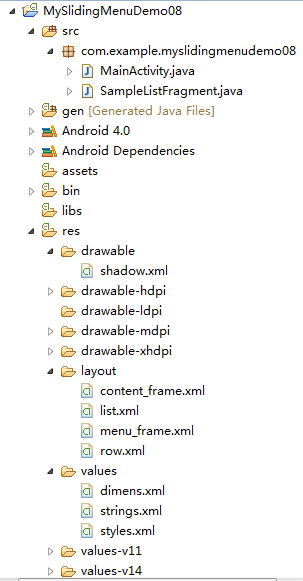 MySlidingMenuDemo08
src
com.example.myslidingmenudemo08
MainActivity.java
SampleListFragment.java
gen [Generated Java Files]
Android 4.0
Android Dependencies
assets
bin
libs
res
drawable
shadow.xml
drawable-hdpi
drawable-ldpi
drawable-mdpi
drawable-xhdpi
layout
content_frame.xml
list.xml
menu_frame.xml
row.xml
values
dimens.xml
strings.xml
styles.xml
values-v11
values-v14